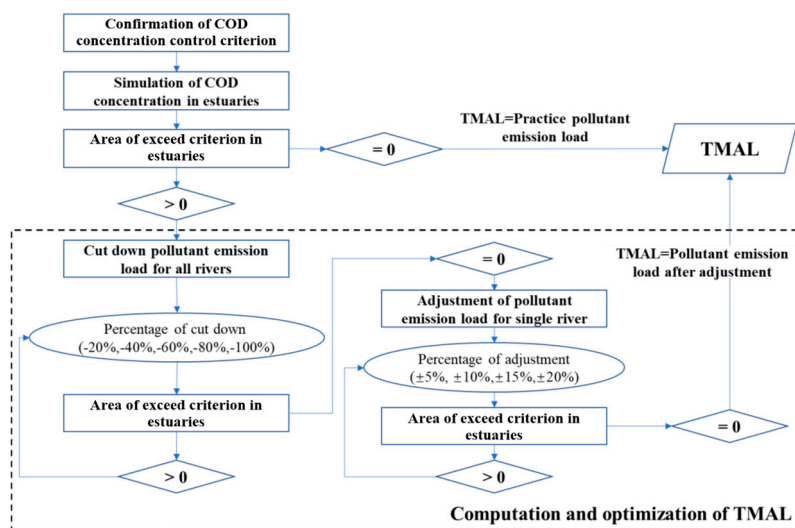 Confirmation of COD
concentration control criterion
Simulation of COD
concentration in estuaries
Area of exceed criterion in
estuaries
= 0
TMAL=Practice pollutant
emission load
TMAL
> 0
Cut down pollutant emission
load for all rivers
Percentage of cut down
(-20%,-40%,-60%,-80%,-100%)
Area of exceed criterion in
estuaries
> 0
= 0
Adjustment of pollutant
emission load for single river
Percentage of adjustment
(±5%, ±10%,±15%,±20%)
Area of exceed criterion in
estuaries
> 0
= 0
TMAL=Pollutant emission
load after adjustment
Computation and optimization of TMAL